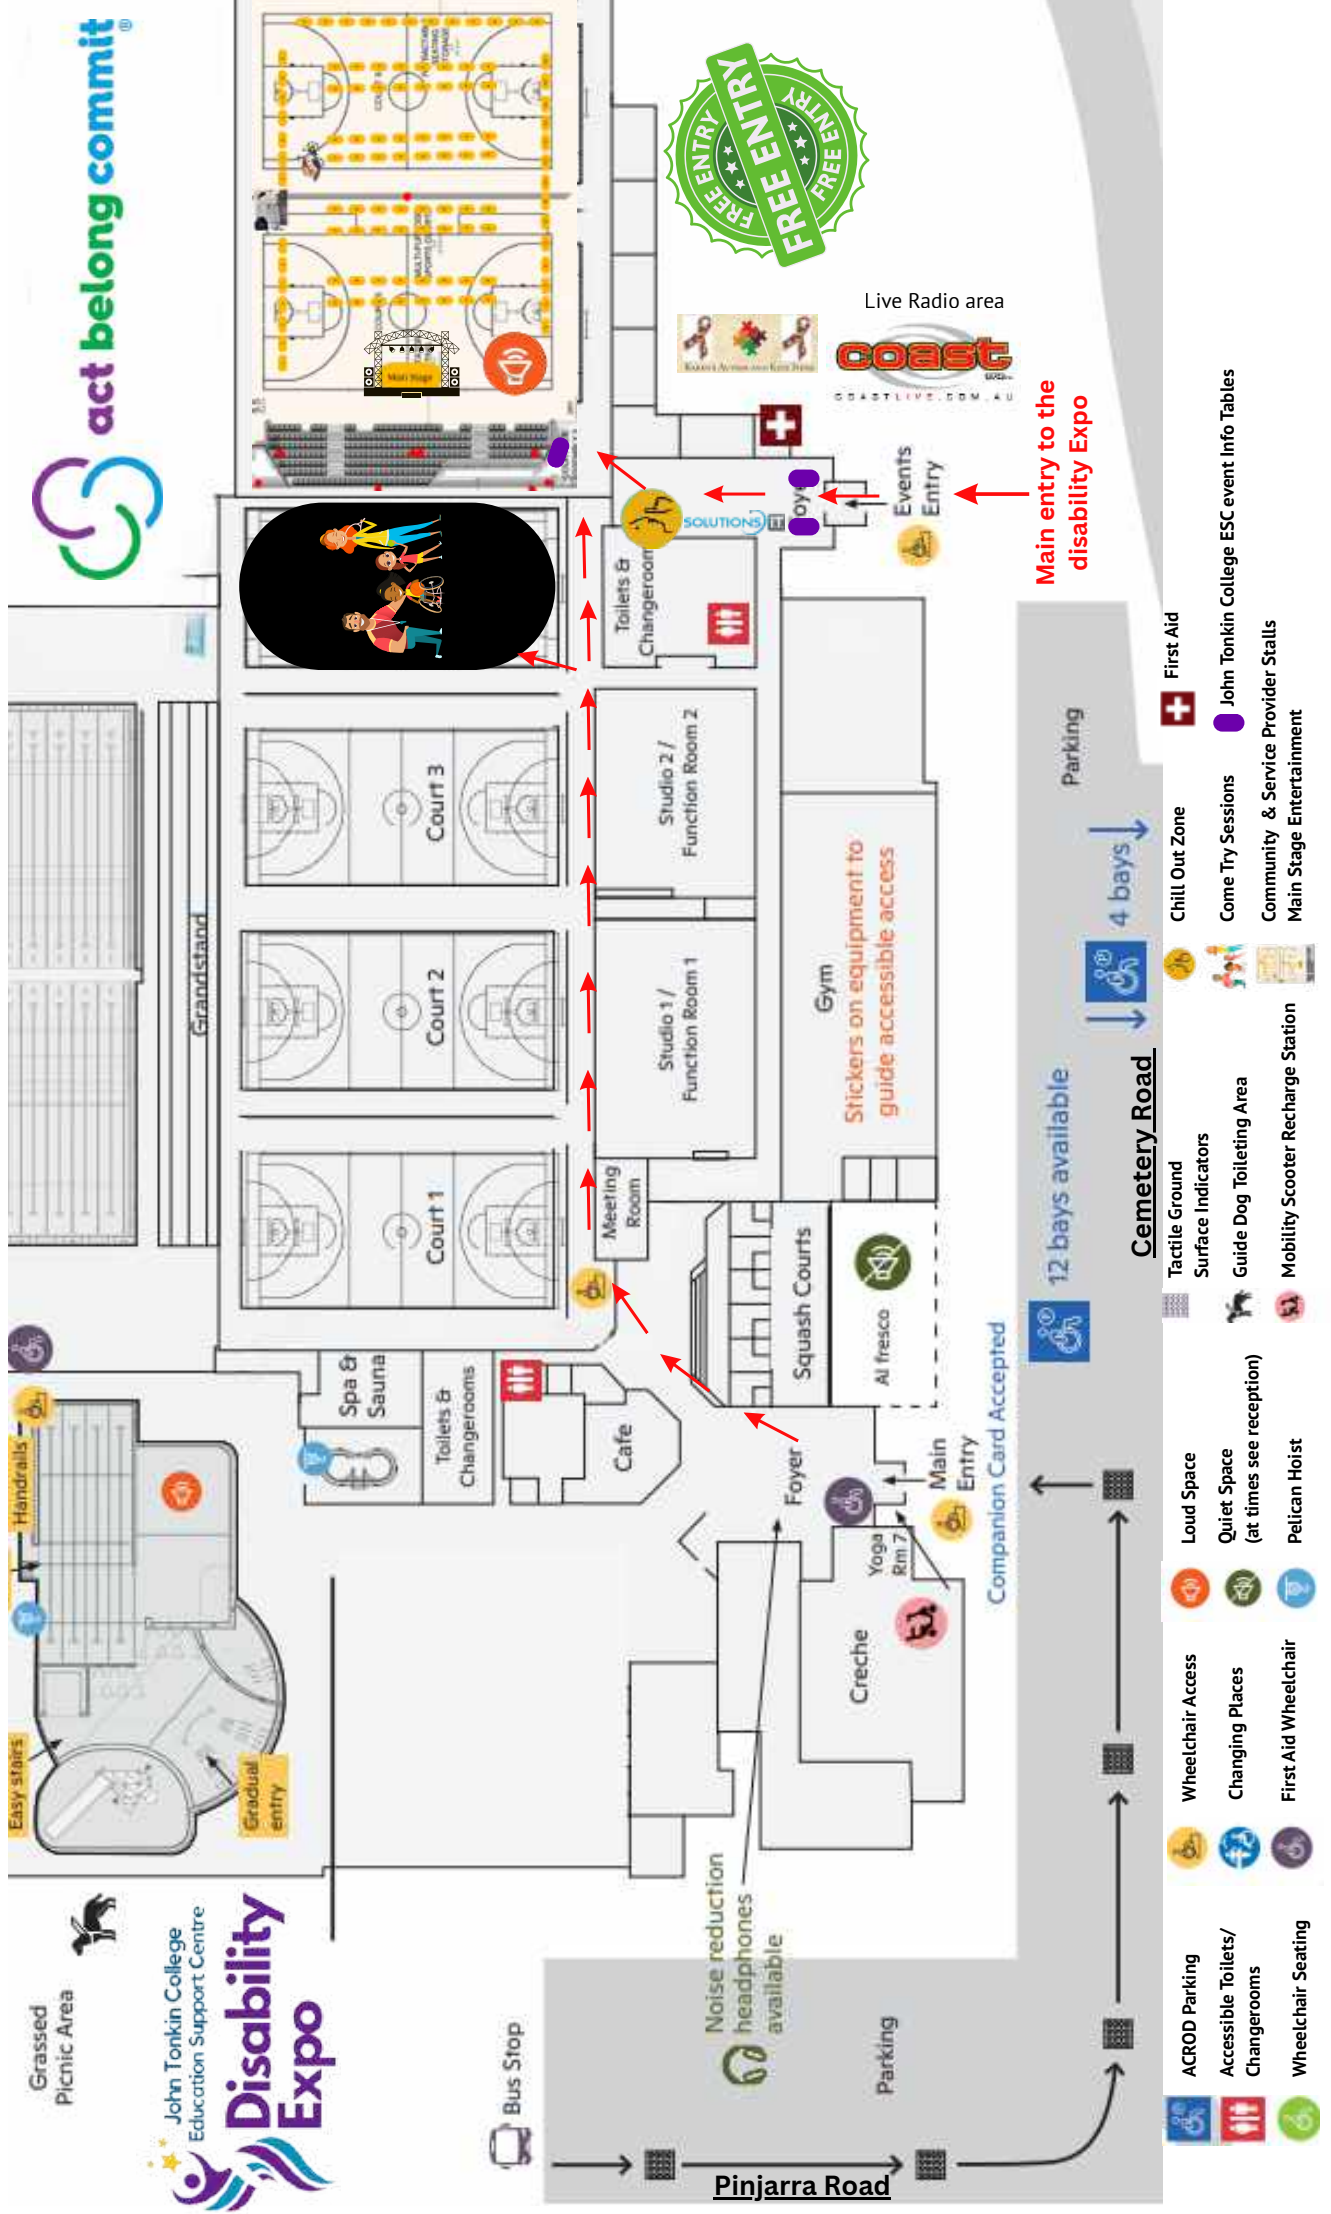 act belong commit®
Grassed
Picnic Area
John Tonkin College
Education Support Centre
Disability
Expo
Easy stairs
Gradual
entry
Handrails
Grandstand
Spa &
Sauna
Toilets &
Changerooms
Cafe
Court 1
Court 2
Court 3
Main Stage
Meeting
Room
Studio 1 /
Function Room 1
Studio 2 /
Function Room 2
Toilets &
Changeroom
SOLUTIONS
FREE ENTRY
FREE ENTRY
FREE ENTRY
FREE
Live Radio area
coast
COASTLIVE.COM.AU
Events
Entry
Main entry to the
disability Expo
Gym
Stickers on equipment to
guide accessible access
Squash Courts
Al fresco
Foyer
Main
Entry
Yoga
Rm 7
Creche
Companion Card Accepted
12 bays available
4 bays
Parking
Cemetery Road
Bus Stop
Noise reduction
headphones
available
Parking
Pinjarra Road
ACROD Parking
Accessible Toilets/
Changerooms
Wheelchair Seating
Wheelchair Access
Changing Places
First Aid Wheelchair
Loud Space
Quiet Space
(at times see reception)
Pelican Hoist
Tactile Ground
Surface Indicators
Guide Dog Toileting Area
Mobility Scooter Recharge Station
Chill Out Zone
Come Try Sessions
Community & Service Provider Stalls
Main Stage Entertainment
First Aid
John Tonkin College ESC event Info Tables